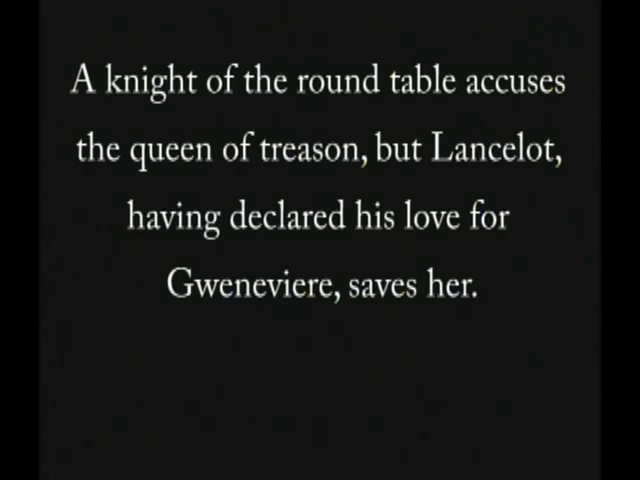 A knight of the round table accuses
the queen of treason, but Lancelot,
having declared his love for
Gweneviere, saves her.